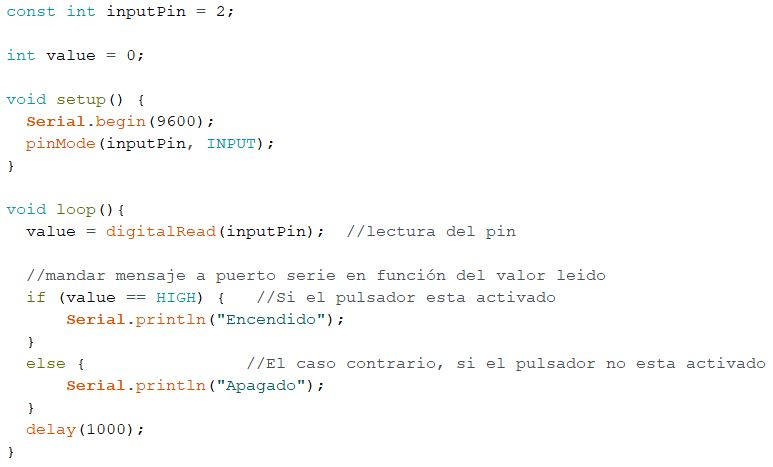 const int inputPin = 2;
int value = 0;
void setup() {
Serial.begin(9600);
pinMode(inputPin, INPUT);
}
void loop(){
value = digitalRead(inputPin);  //lectura del pin
//mandar mensaje a puerto serie en función del valor leido
if (value == HIGH) {   //Si el pulsador esta activado
Serial.println("Encendido");
}
else {                //El caso contrario, si el pulsador no esta activado
Serial.println("Apagado");
}
delay(1000);
}